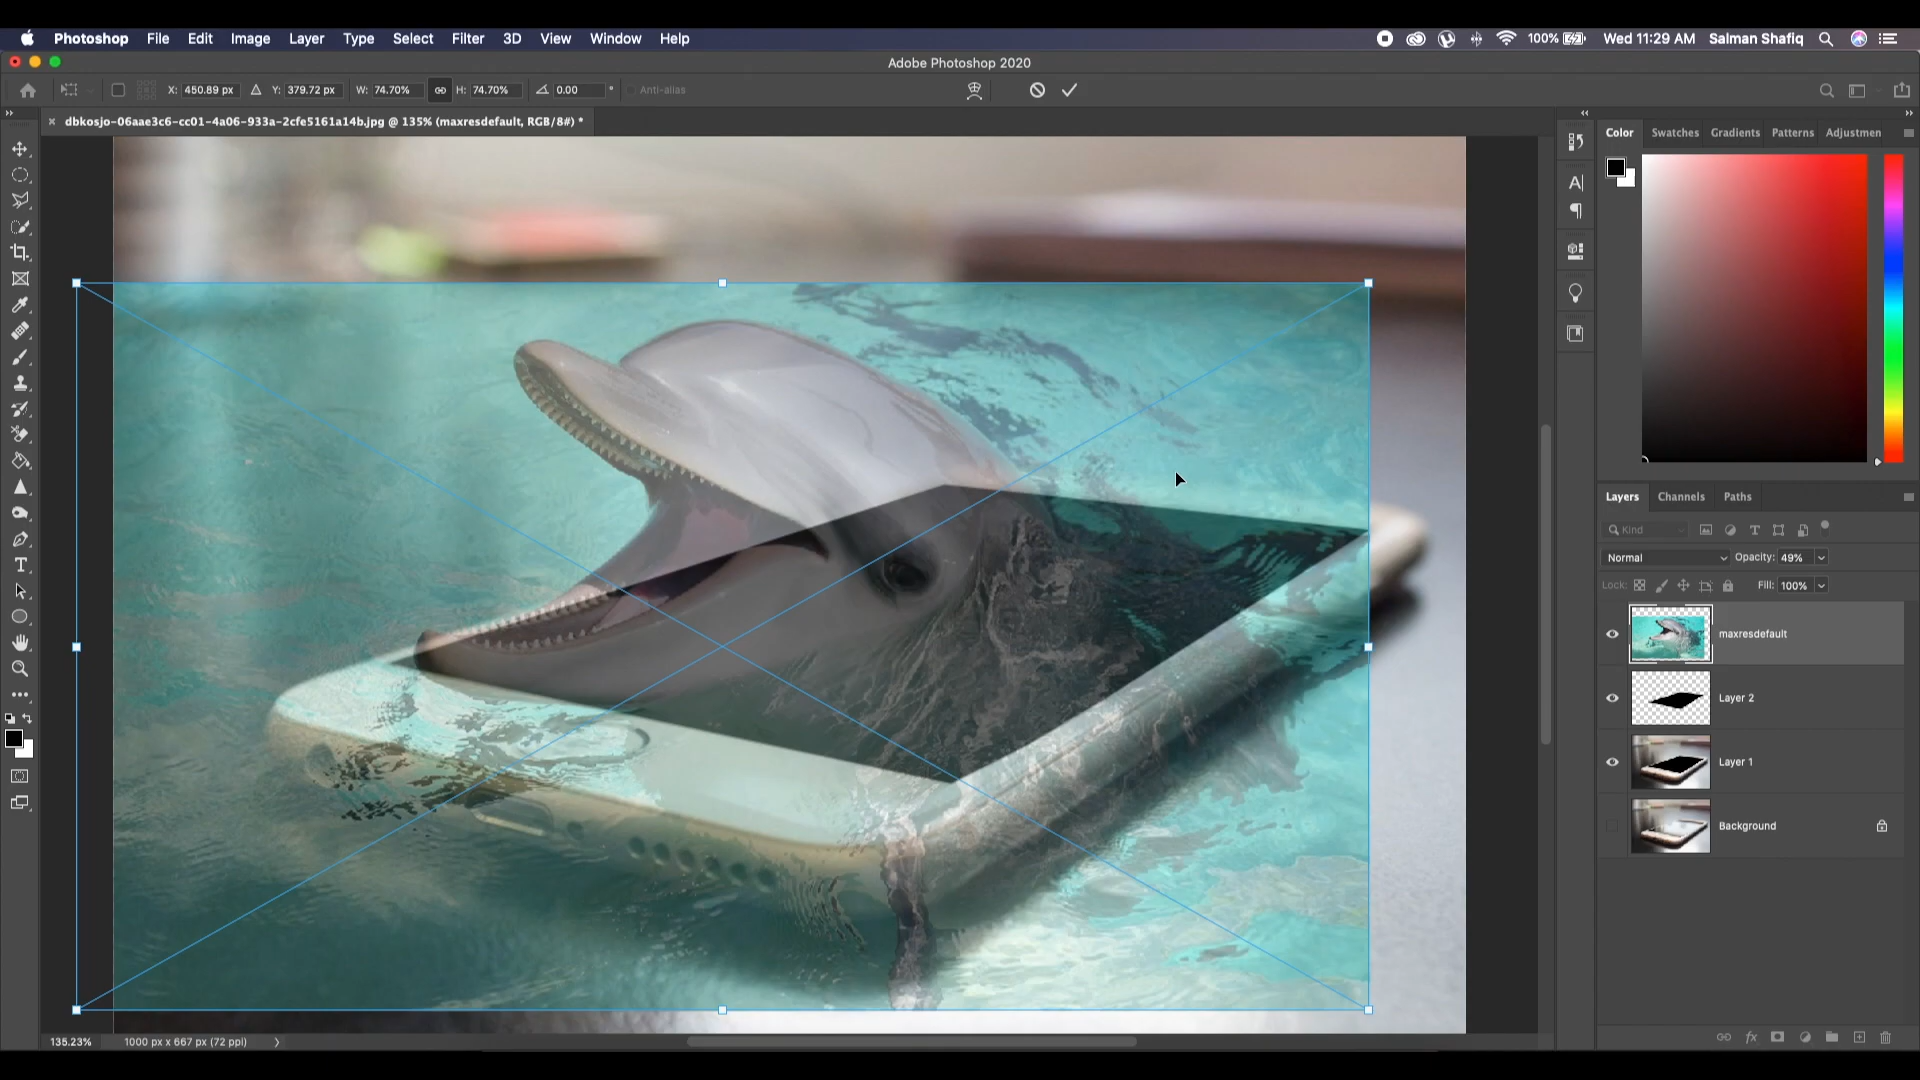 Photoshop File Edit Image Layer Type Select Filter 3D View Window Help 100% Wed 11:29 AM Salman Shafiq
Adobe Photoshop 2020
X: 450.89 px Y: 379.72 px W: 74.70% H: 74.70% 0.00 ° Anti-alias
dbkosjo-06aae3c6-cc01-4a06-933a-2cfe5161a14b.jpg @ 135% (maxresdefault, RGB/8#) *
Color Swatches Gradients Patterns Adjustmen
Layers Channels Paths
Kind
Normal Opacity: 49%
Lock: Fill: 100%
maxresdefault
Layer 2
Layer 1
Background
135.23% 1000 px x 667 px (72 ppi)